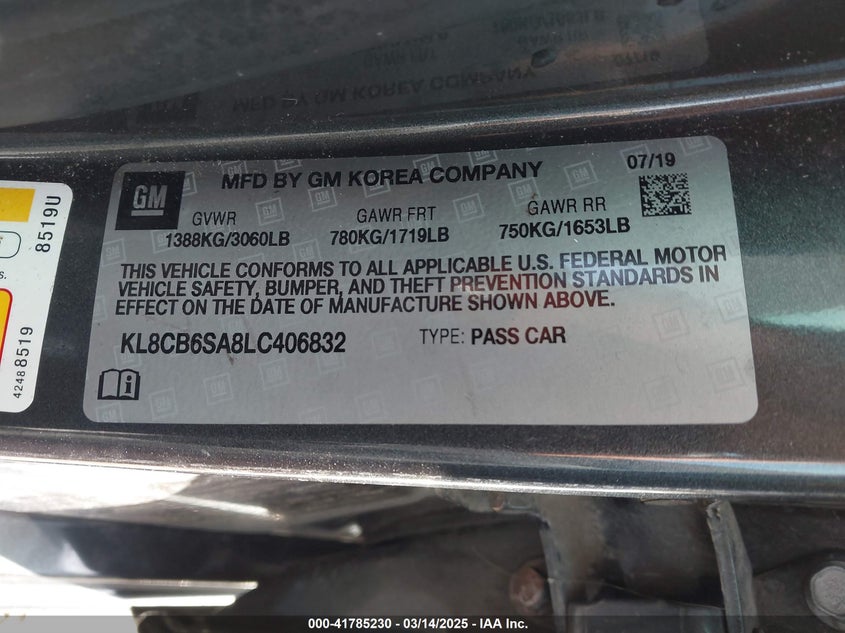 GM
MFD BY GM KOREA COMPANY
07/19
GVWR
GAWR FRT
GAWR RR
1388KG/3060LB
780KG/1719LB
750KG/1653LB
THIS VEHICLE CONFORMS TO ALL APPLICABLE U.S. FEDERAL MOTOR
VEHICLE SAFETY, BUMPER, AND THEFT PREVENTION STANDARDS IN
EFFECT ON THE DATE OF MANUFACTURE SHOWN ABOVE.
KL8CB6SA8LC406832
TYPE: PASS CAR
8519U
s.
42488519
000-41785230 - 03/14/2025 - IAA Inc.